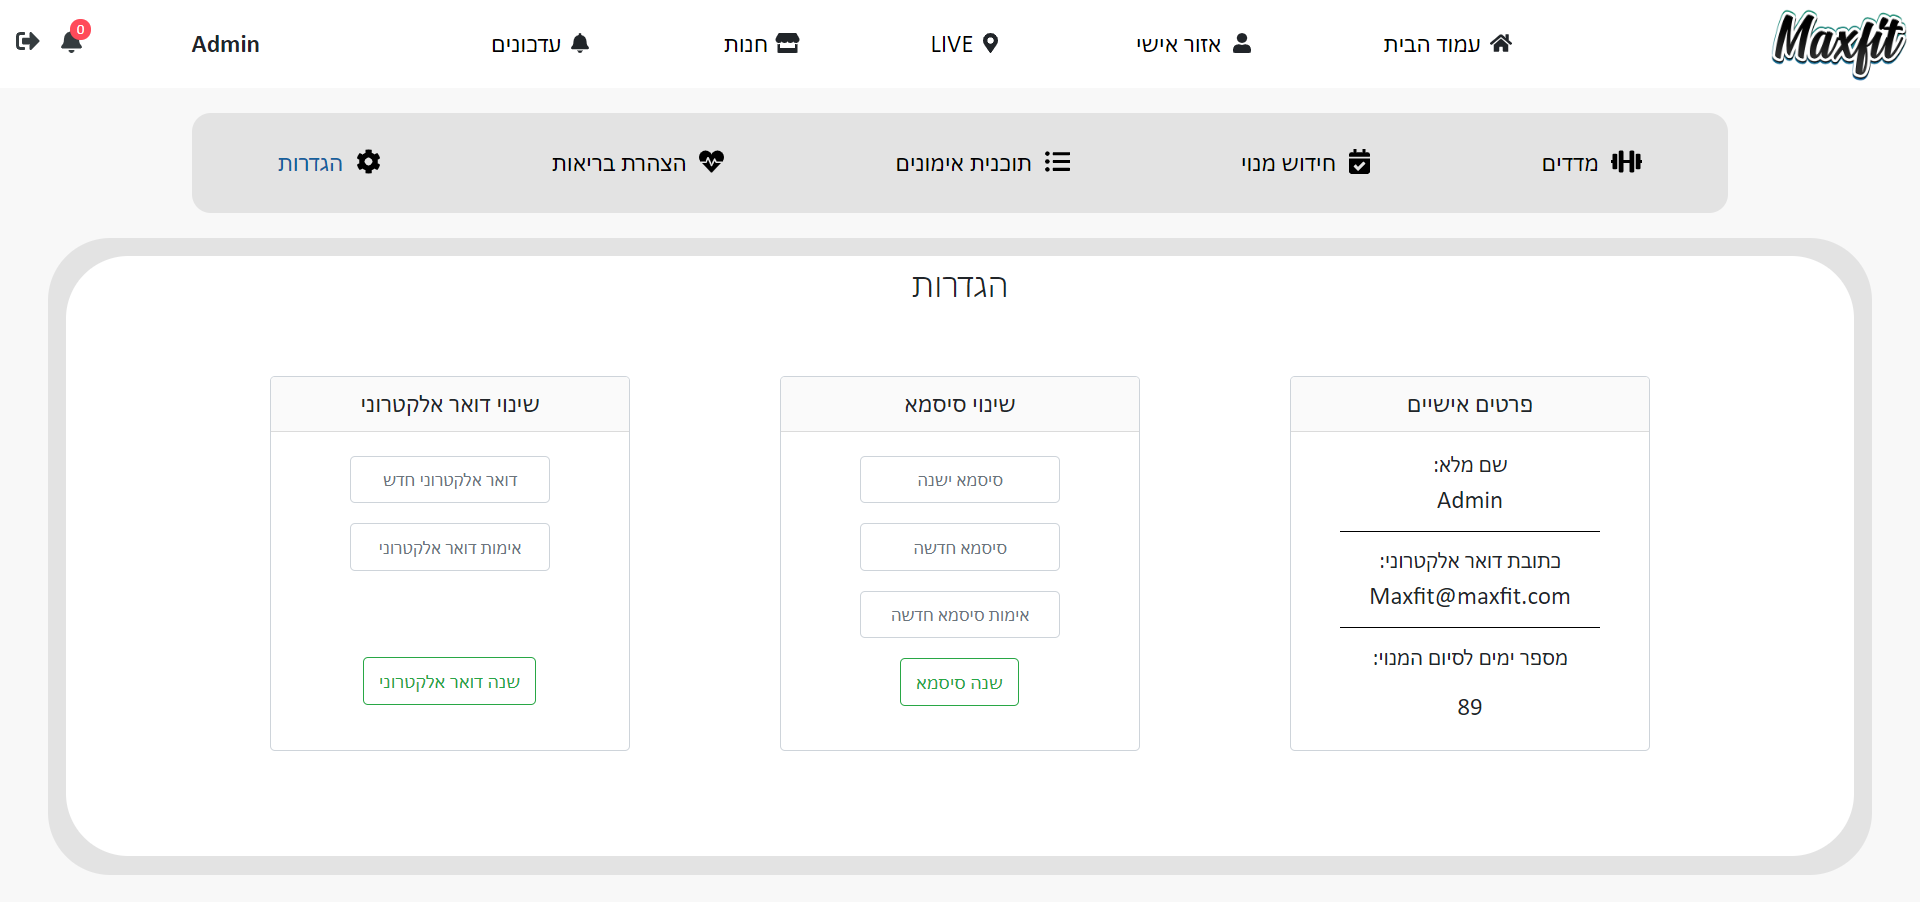 Maxfit
עמוד הבית
אזור אישי
LIVE
חנות
עדכונים
Admin
0
מדדים
חידוש מנוי
תוכנית אימונים
הצהרת בריאות
הגדרות
הגדרות
פרטים אישיים
שם מלא:
Admin
כתובת דואר אלקטרוני:
Maxfit@maxfit.com
מספר ימים לסיום המנוי:
89
שינוי סיסמא
סיסמא ישנה
סיסמא חדשה
אימות סיסמא חדשה
שנה סיסמא
שינוי דואר אלקטרוני
דואר אלקטרוני חדש
אימות דואר אלקטרוני
שנה דואר אלקטרוני